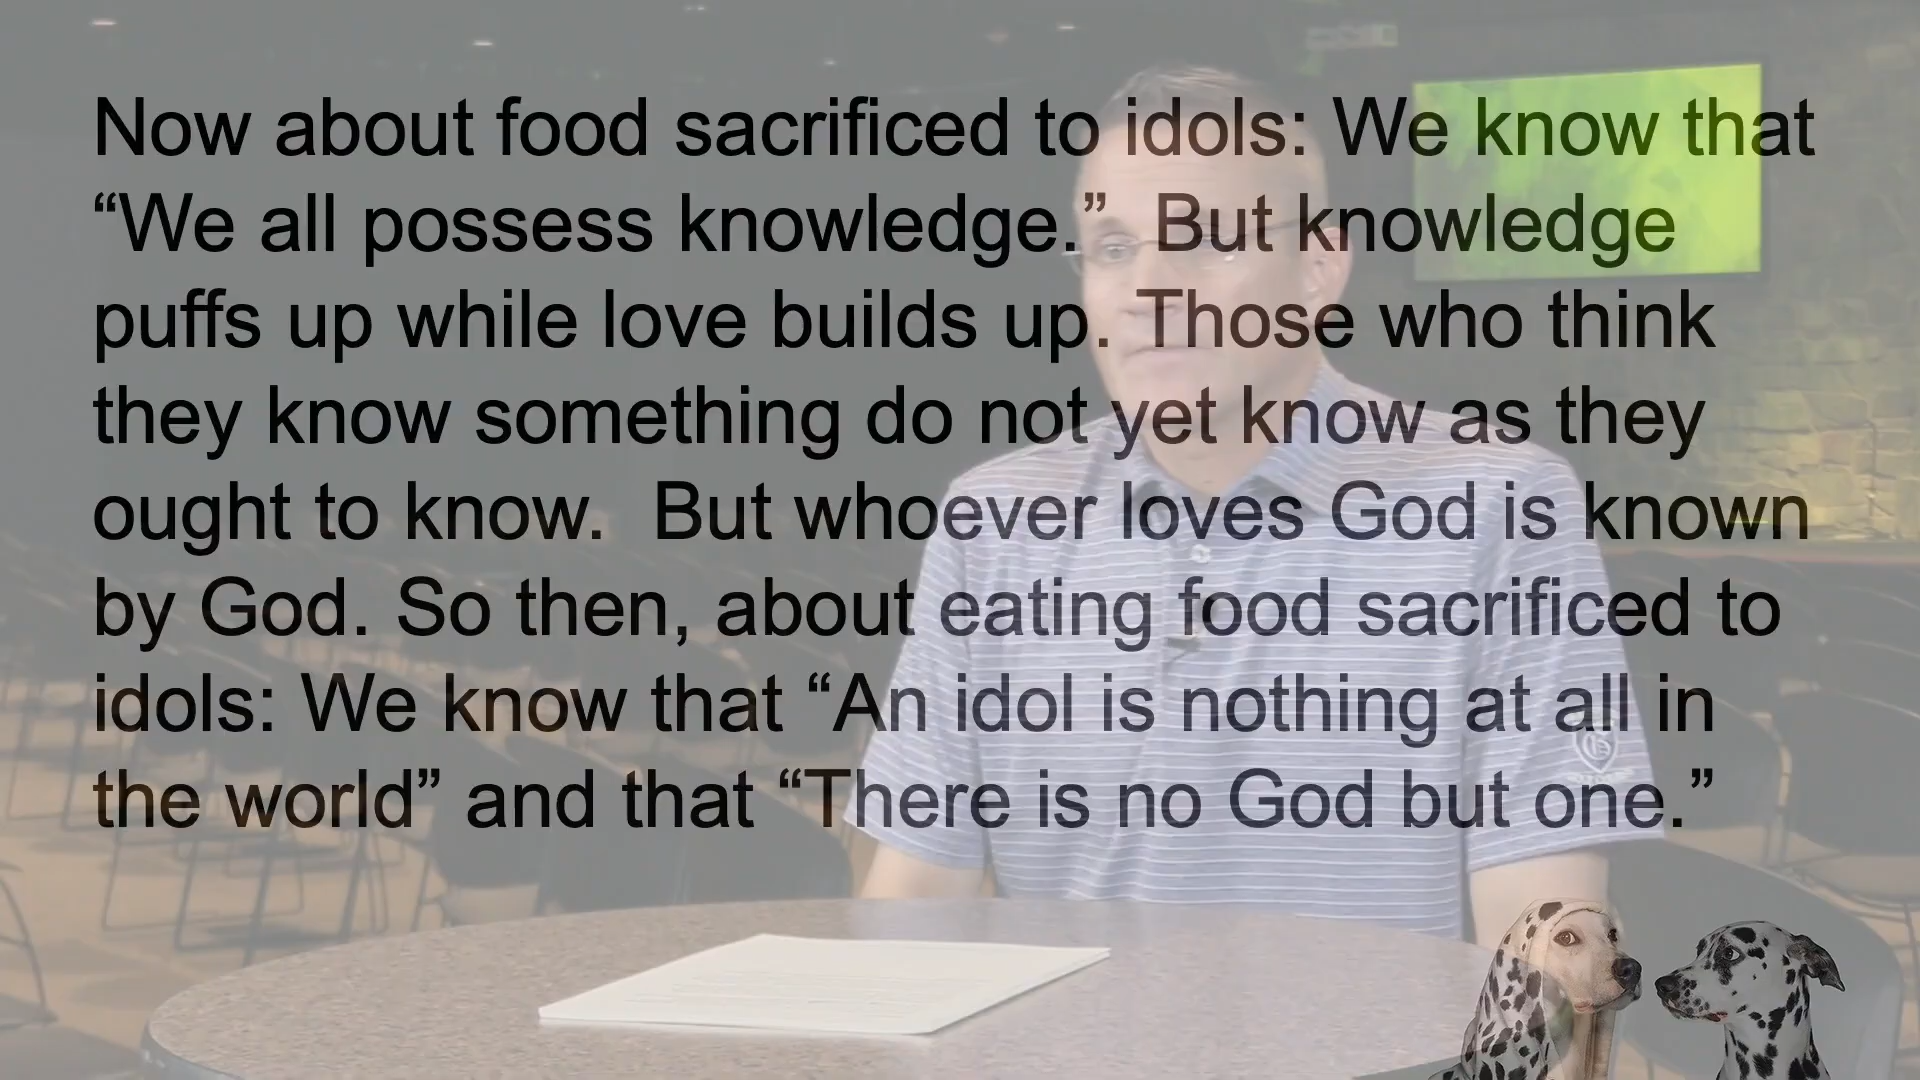 Now about food sacrificed to idols: We know that
“We all possess knowledge.”  But knowledge
puffs up while love builds up. Those who think
they know something do not yet know as they
ought to know.  But whoever loves God is known
by God. So then, about eating food sacrificed to
idols: We know that “An idol is nothing at all in
the world” and that “There is no God but one.”